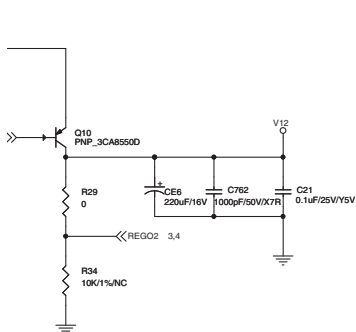 V12
Q10
PNP_3CA8550D
R29
0
CE6
220uF/16V
C762
1000pF/50V/X7R
C21
0.1uF/25V/Y5V
REGO2 3,4
R34
10K/1%/NC